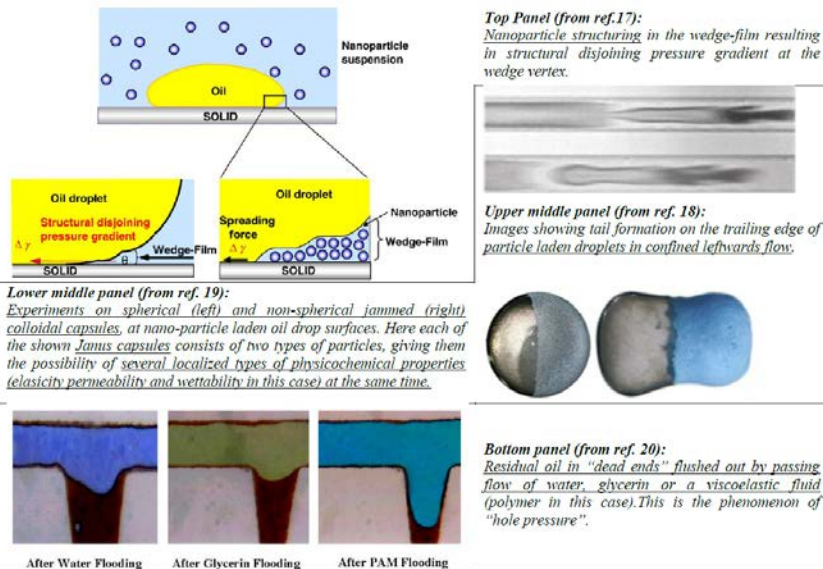 Nanoparticle
suspension
Oil
SOLID
Top Panel (from ref.17):
Nanoparticle structuring in the wedge-film resulting
in structural disjoining pressure gradient at the
wedge vertex.
Oil droplet
Structural disjoining
pressure gradient
Δγ
θ
Wedge-Film
SOLID
Oil droplet
Nanoparticle
Spreading
force
Δγ
Wedge-Film
SOLID
Upper middle panel (from ref. 18):
Images showing tail formation on the trailing edge of
particle laden droplets in confined leftwards flow.
Lower middle panel (from ref. 19):
Experiments on spherical (left) and non-spherical jammed (right)
colloidal capsules, at nano-particle laden oil drop surfaces. Here each of
the shown Janus capsules consists of two types of particles, giving them
the possibility of several localized types of physicochemical properties
(elasicity permeability and wettability in this case) at the same time.
After Water Flooding
After Glycerin Flooding
After PAM Flooding
Bottom panel (from ref. 20):
Residual oil in "dead ends" flushed out by passing
flow of water, glycerin or a viscoelastic fluid
(polymer in this case).This is the phenomenon of
"hole pressure".